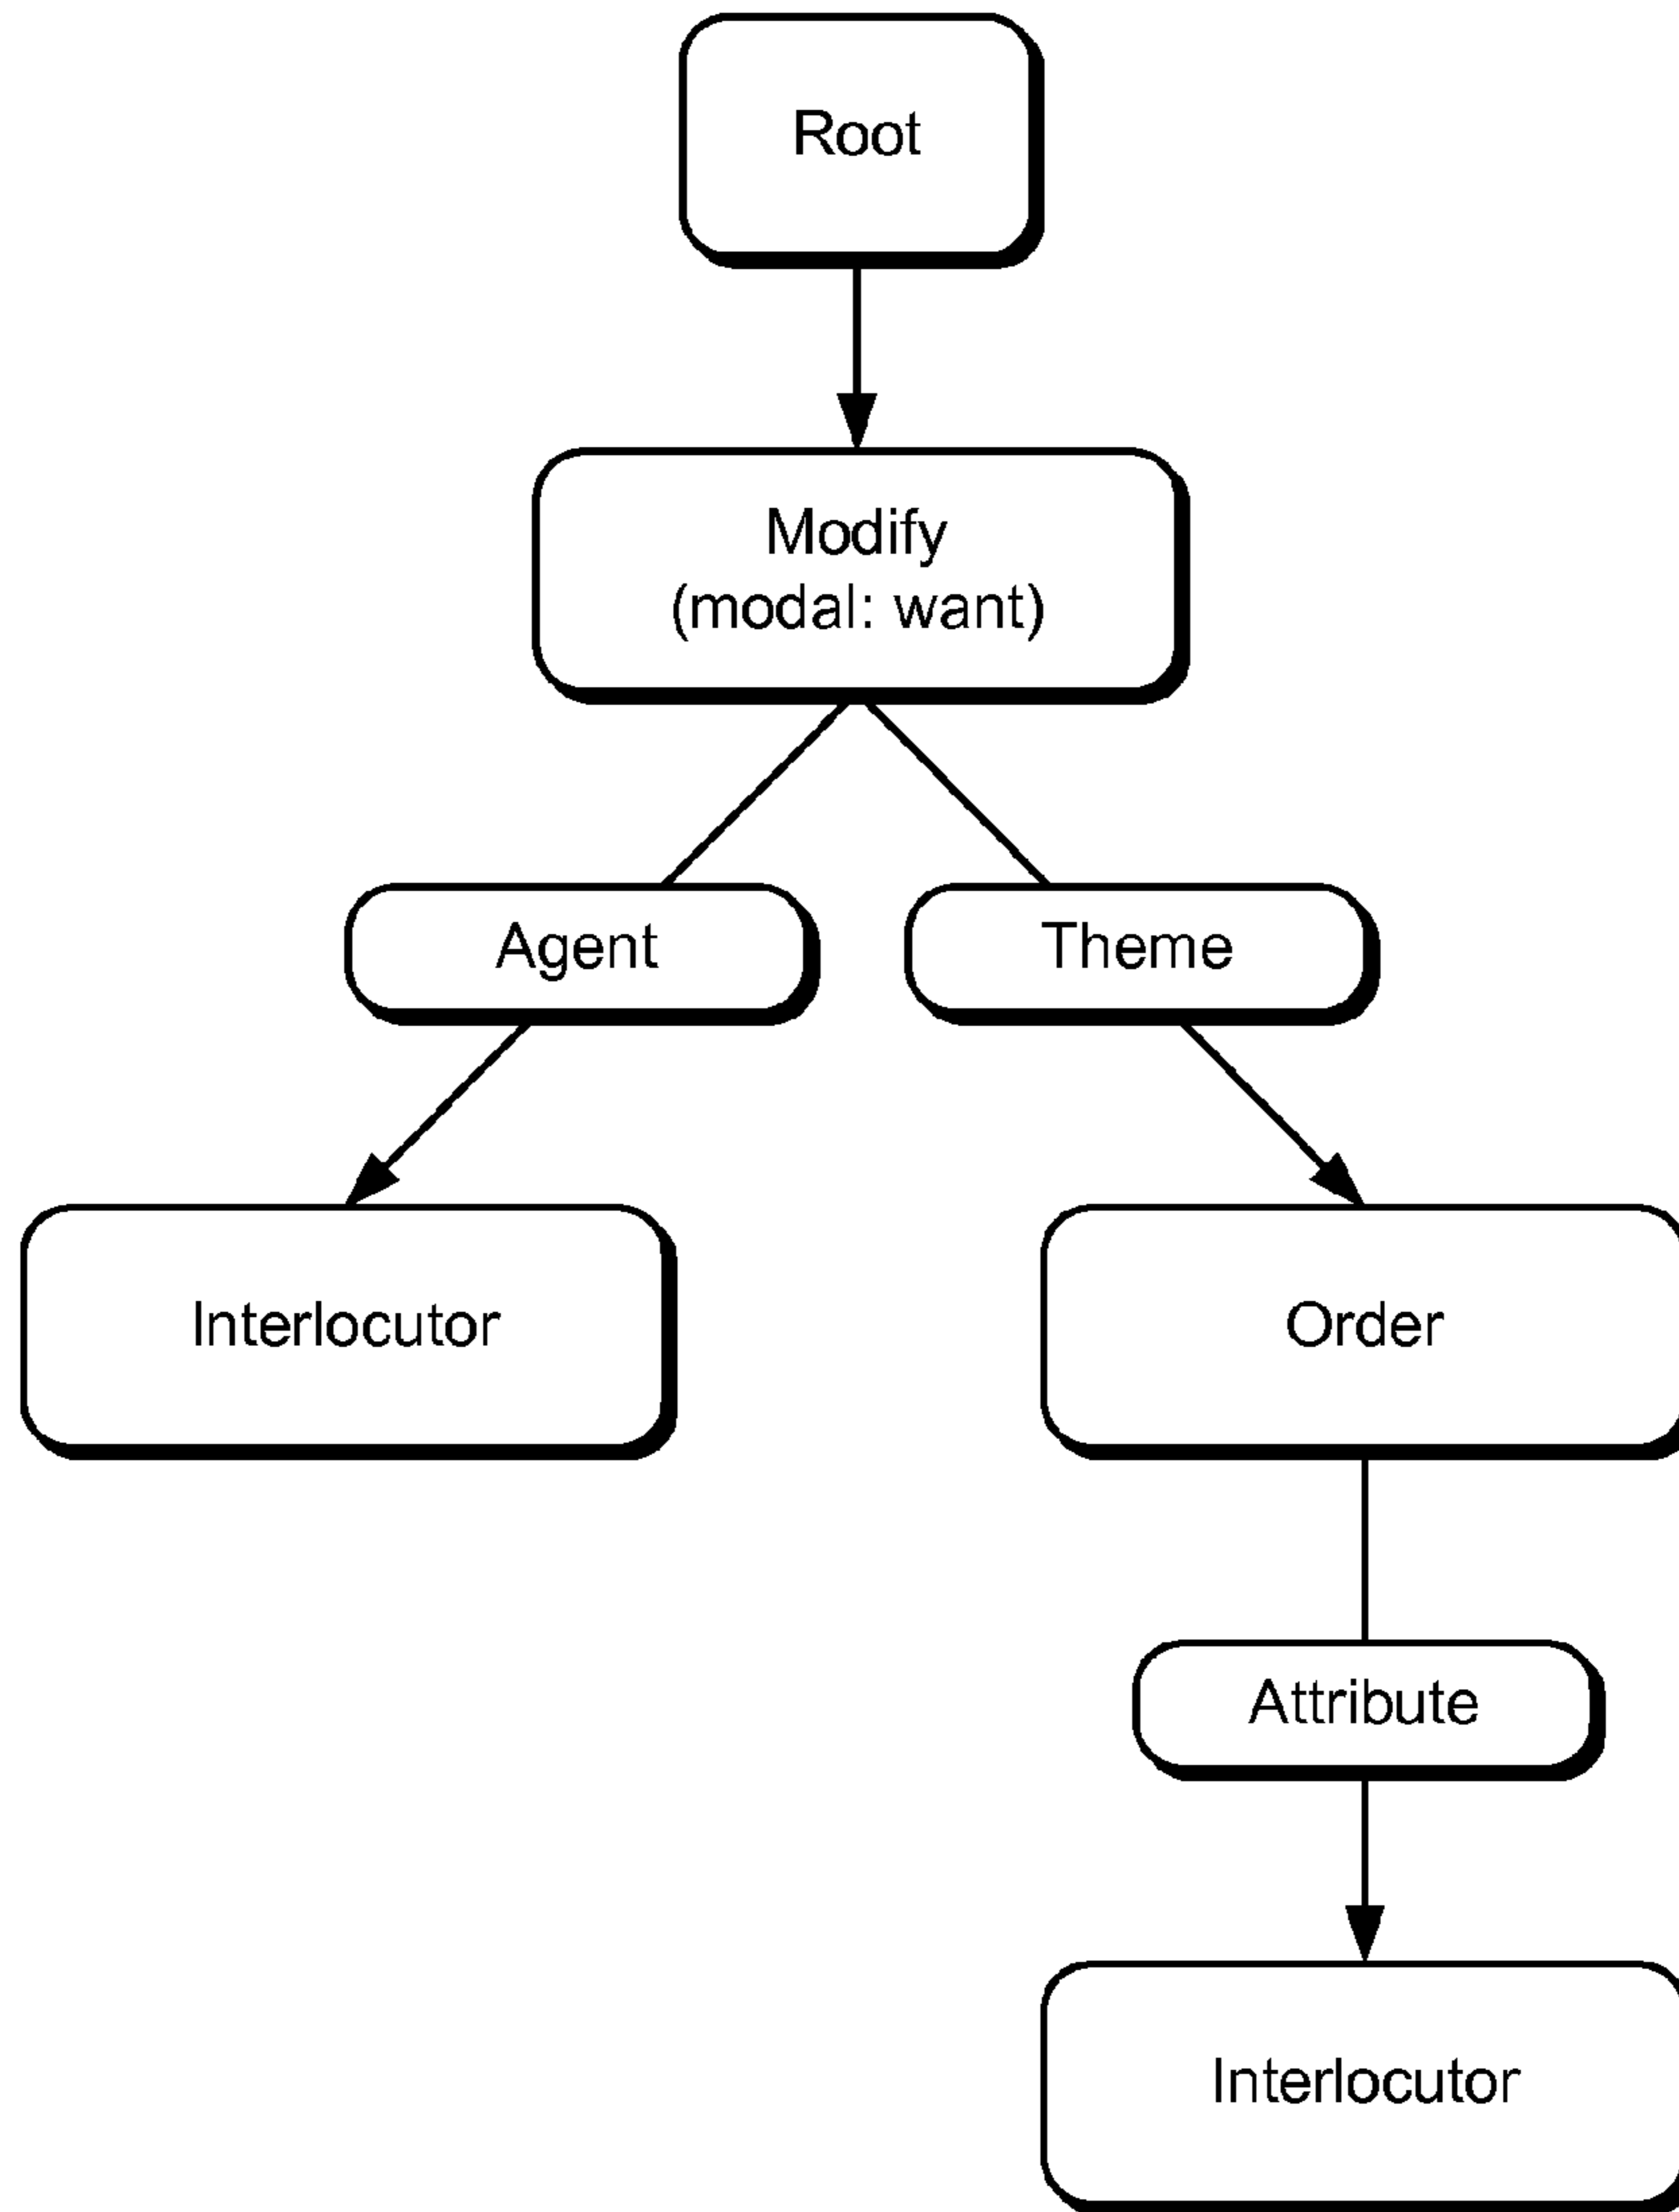 Root
Modify
(modal: want)
Agent
Theme
Interlocutor
Order
Attribute
Interlocutor